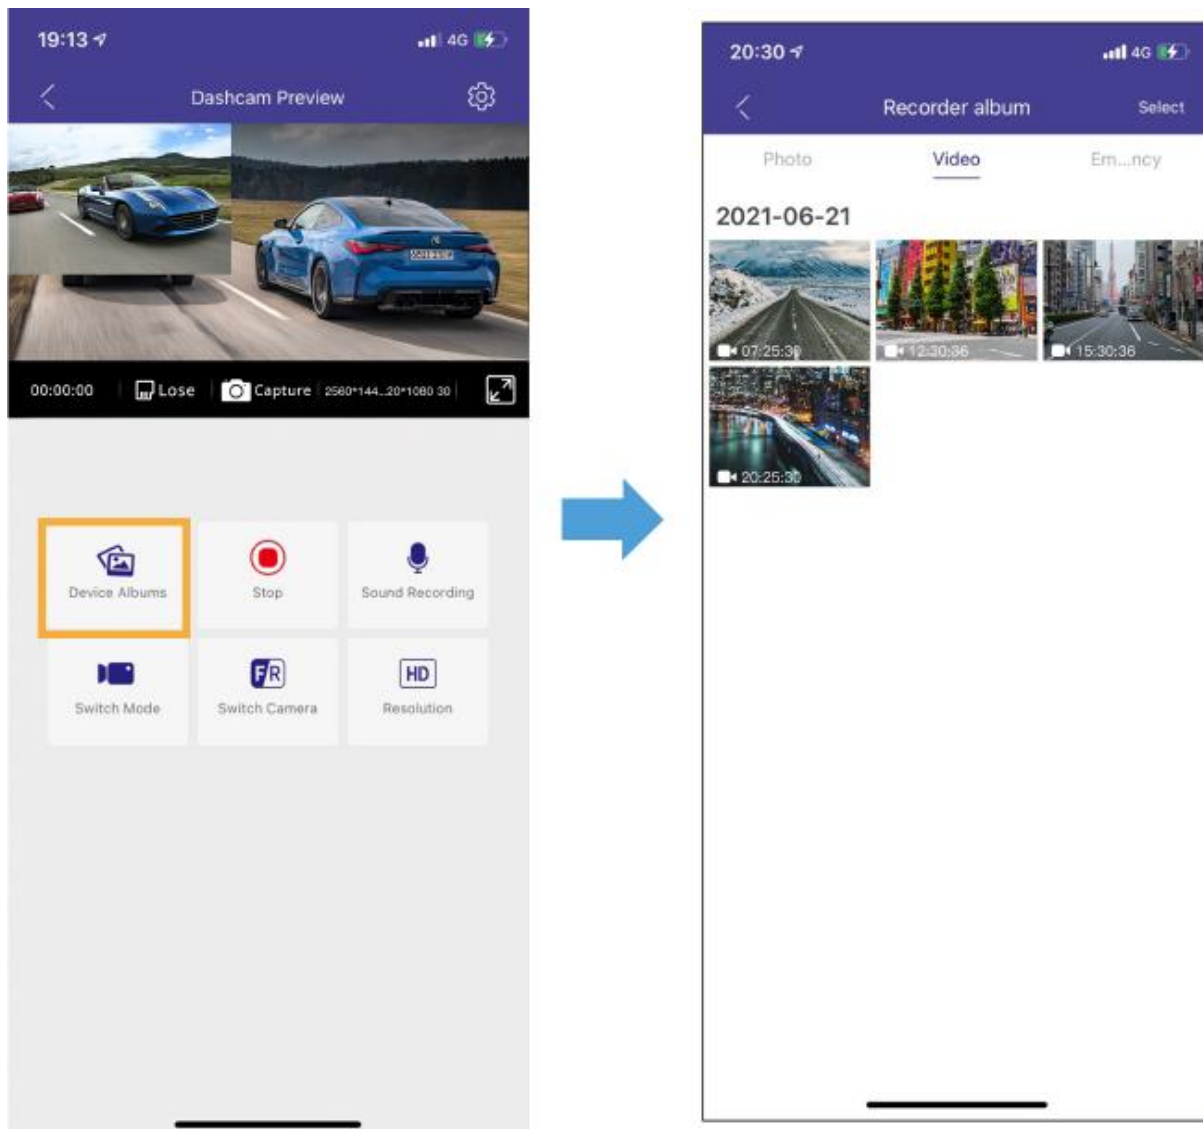 19:13
4G
Dashcam Preview
00:00:00
Lose
Capture
2560*144...20*1080 30
Device Albums
Stop
Sound Recording
Switch Mode
FR
Switch Camera
HD
Resolution
20:30
4G
Recorder album
Select
Photo
Video
Em...ncy
2021-06-21
07:25:30
12:30:36
15:30:36
20:25:30